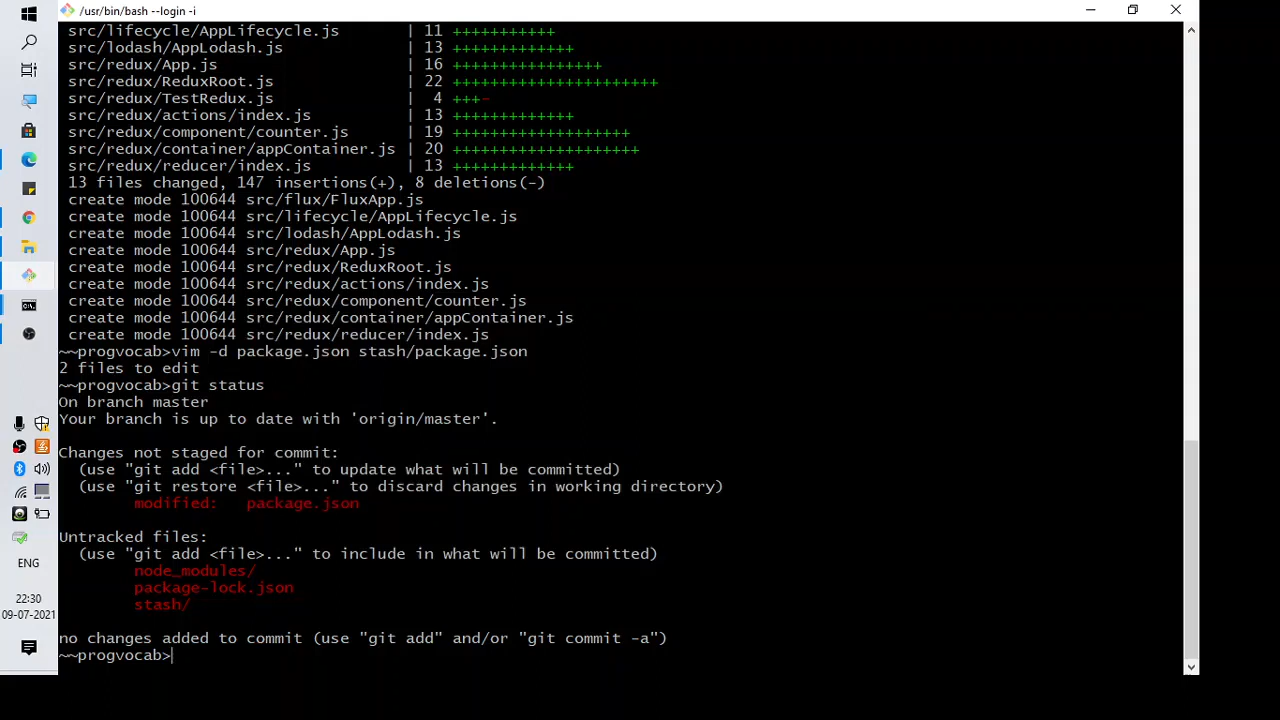 /usr/bin/bash --login -i
src/lifecycle/AppLifecycle.js | 11 +++++++++++
src/lodash/AppLodash.js | 13 +++++++++++++
src/redux/App.js | 16 ++++++++++++++++
src/redux/ReduxRoot.js | 22 ++++++++++++++++++++++
src/redux/TestRedux.js | 4 +++-
src/redux/actions/index.js | 13 +++++++++++++
src/redux/component/counter.js | 19 +++++++++++++++++++
src/redux/container/appContainer.js | 20 ++++++++++++++++++++
src/redux/reducer/index.js | 13 +++++++++++++
13 files changed, 147 insertions(+), 8 deletions(-)
create mode 100644 src/flux/FluxApp.js
create mode 100644 src/lifecycle/AppLifecycle.js
create mode 100644 src/lodash/AppLodash.js
create mode 100644 src/redux/App.js
create mode 100644 src/redux/ReduxRoot.js
create mode 100644 src/redux/actions/index.js
create mode 100644 src/redux/component/counter.js
create mode 100644 src/redux/container/appContainer.js
create mode 100644 src/redux/reducer/index.js
~~progvocab>vim -d package.json stash/package.json
2 files to edit
~~progvocab>git status
On branch master
Your branch is up to date with 'origin/master'.
Changes not staged for commit:
(use "git add <file>..." to update what will be committed)
(use "git restore <file>..." to discard changes in working directory)
modified: package.json
Untracked files:
(use "git add <file>..." to include in what will be committed)
node_modules/
package-lock.json
stash/
no changes added to commit (use "git add" and/or "git commit -a")
~~progvocab>
ENG
22:30
09-07-2021